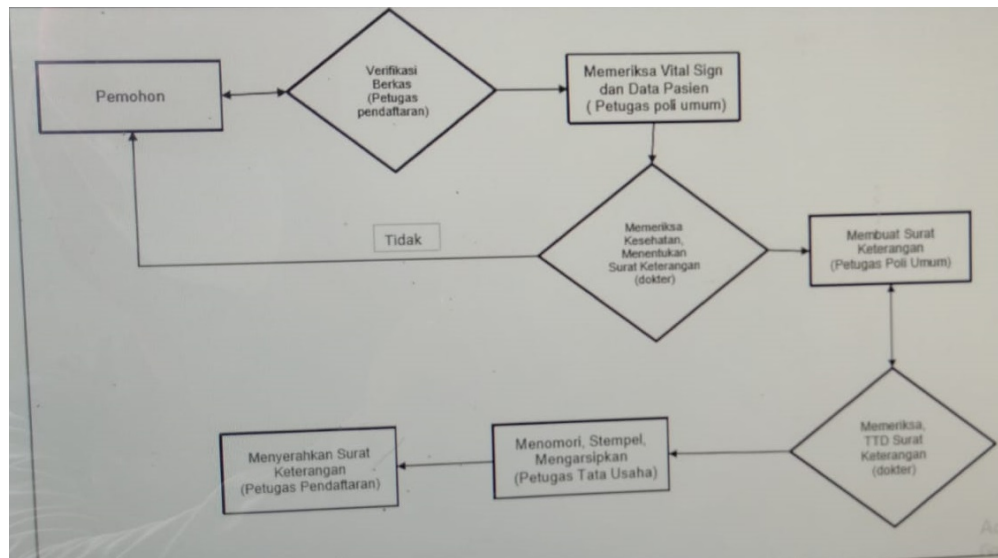 Pemohon
Verifikasi
Berkas
(Petugas
pendaftaran)
Memeriksa Vital Sign
dan Data Pasien
( Petugas poli umum)
Tidak
Memeriksa
Kesehatan,
Menentukan
Surat Keterangan
(dokter)
Membuat Surat
Keterangan
(Petugas Poli Umum)
Menyerahkan Surat
Keterangan
(Petugas Pendaftaran)
Menomori, Stempel,
Mengarsipkan
(Petugas Tata Usaha)
Memeriksa,
TTD Surat
Keterangan
(dokter)